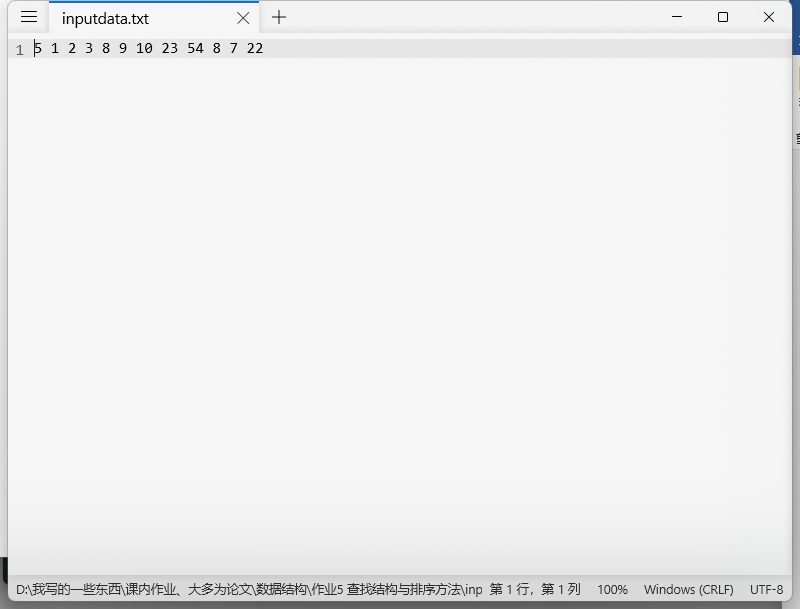 inputdata.txt
1 5 1 2 3 8 9 10 23 54 8 7 22
D:\我写的一些东西\课内作业、大多为论文\数据结构\作业5 查找结构与排序方法\inp 第 1 行，第 1 列 100% Windows (CRLF) UTF-8